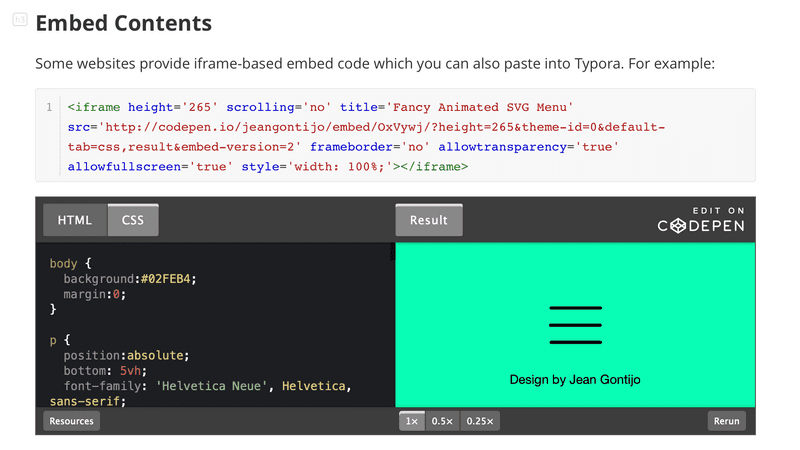 h3
Embed Contents
Some websites provide iframe-based embed code which you can also paste into Typora. For example:
1 <iframe height='265' scrolling='no' title='Fancy Animated SVG Menu'
src='http://codepen.io/jeangontijo/embed/OxVywj/?height=265&theme-id=0&default-
tab=css,result&embed-version=2' frameborder='no' allowtransparency='true'
allowfullscreen='true' style='width: 100%;'></iframe>
HTML CSS Result
EDIT ON
CODEPEN
body {
background:#02FEB4;
margin:0;
}
p {
position:absolute;
bottom: 5vh;
font-family: 'Helvetica Neue', Helvetica,
sans-serif;
Design by Jean Gontijo
Resources 1× 0.5× 0.25× Rerun